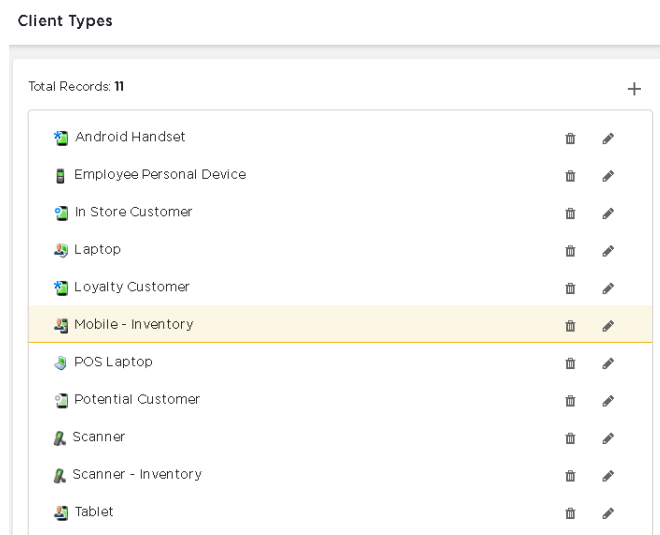 Client Types
Total Records: 11
Android Handset
Employee Personal Device
In Store Customer
Laptop
Loyalty Customer
Mobile - Inventory
POS Laptop
Potential Customer
Scanner
Scanner - Inventory
Tablet